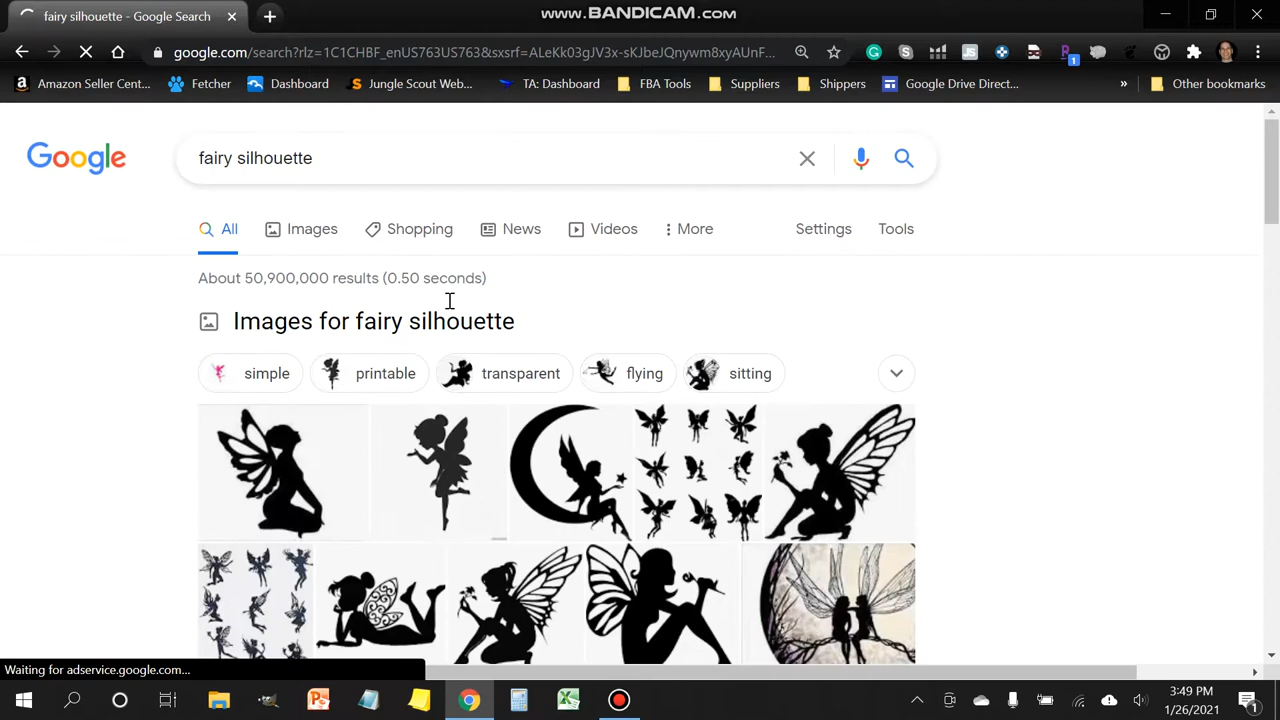 fairy silhouette - Google Search
www.BANDICAM.com
google.com/search?rlz=1C1CHBF_enUS763US763&sxsrf=ALeKk03gJV3x-sKJbeJQnywm8xyAUnF...
1
Amazon Seller Cent...
Fetcher
Dashboard
Jungle Scout Web...
TA: Dashboard
FBA Tools
Suppliers
Shippers
Google Drive Direct...
»
Other bookmarks
Google
fairy silhouette
All
Images
Shopping
News
Videos
More
Settings
Tools
About 50,900,000 results (0.50 seconds)
Images for fairy silhouette
simple
printable
transparent
flying
sitting
Waiting for adservice.google.com...
3:49 PM
1/26/2021
1